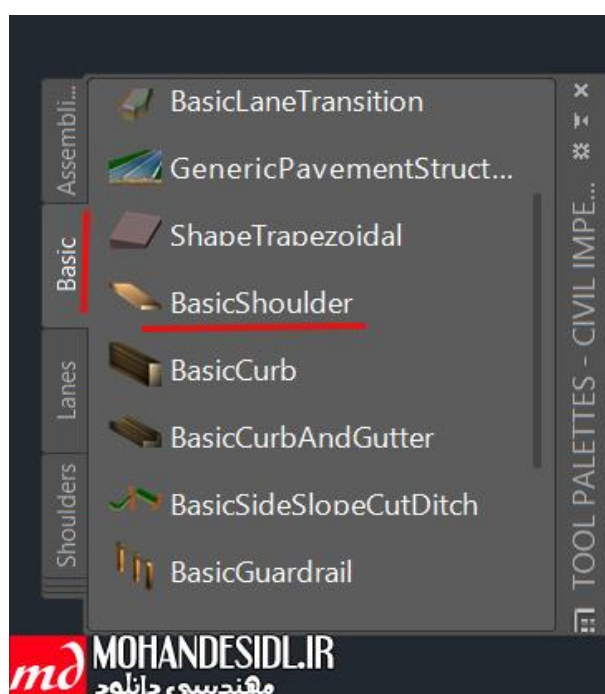 Assembli...
Basic
Lanes
Shoulders
BasicLaneTransition
GenericPavementStruct...
ShapeTrapezoidal
BasicShoulder
BasicCurb
BasicCurbAndGutter
BasicSideSlopeCutDitch
BasicGuardrail
TOOL PALETTES - CIVIL IMPE...
md MOHANDESIDL.IR
مهندسی دانلود